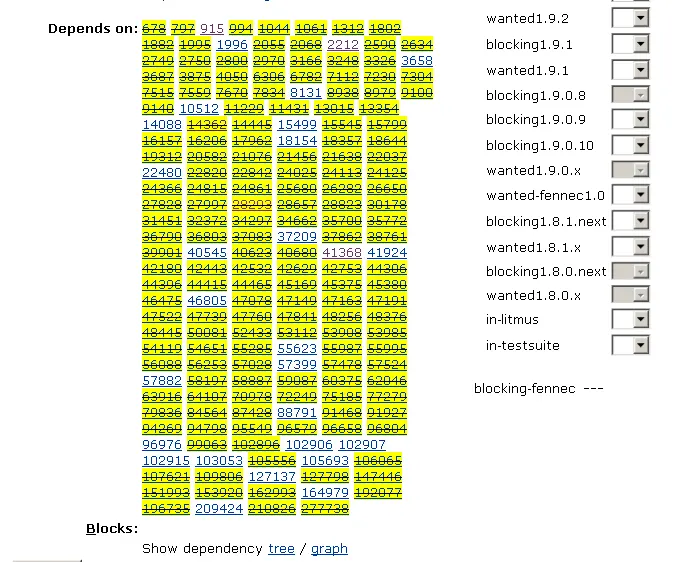 Depends on: 678 797 915 994 1044 1061 1312 1802
1882 1995 1996 2055 2068 2212 2590 2634
2749 2750 2800 2970 3166 3248 3326 3658
3687 3875 4050 6306 6782 7112 7230 7304
7515 7559 7670 7834 8131 8938 8979 9100
9140 10512 11229 11431 13015 13354
14088 14362 14445 15499 15545 15799
16157 16206 17962 18154 18357 18644
19312 20582 21076 21456 21638 22037
22480 22820 22842 24025 24113 24125
24366 24815 24861 25680 26282 26650
27828 27997 28293 28657 28823 30178
31451 32372 34297 34662 35700 35772
36790 36803 37083 37209 37862 38761
39901 40545 40623 40680 41368 41924
42180 42443 42532 42629 42753 44306
44396 44415 44465 45169 45375 45380
46475 46805 47078 47149 47163 47191
47522 47739 47760 47841 48256 48376
48445 50081 52433 53112 53908 53985
54119 54651 55285 55623 55987 55995
56088 56253 57028 57399 57478 57524
57882 58197 58887 59087 60375 62046
63916 64107 70978 72249 75185 77279
79836 84564 87428 88791 91468 91927
94269 94798 95549 96579 96658 96804
96976 99063 102896 102906 102907
102915 103053 105556 105693 106065
107621 109806 127137 127798 147446
151993 153920 162993 164979 192077
196735 209424 210826 277738
Blocks:
Show dependency tree / graph
wanted1.9.2
blocking1.9.1
wanted1.9.1
blocking1.9.0.8
blocking1.9.0.9
blocking1.9.0.10
wanted1.9.0.x
wanted-fennec1.0
blocking1.8.1.next
wanted1.8.1.x
blocking1.8.0.next
wanted1.8.0.x
in-litmus
in-testsuite
blocking-fennec ---